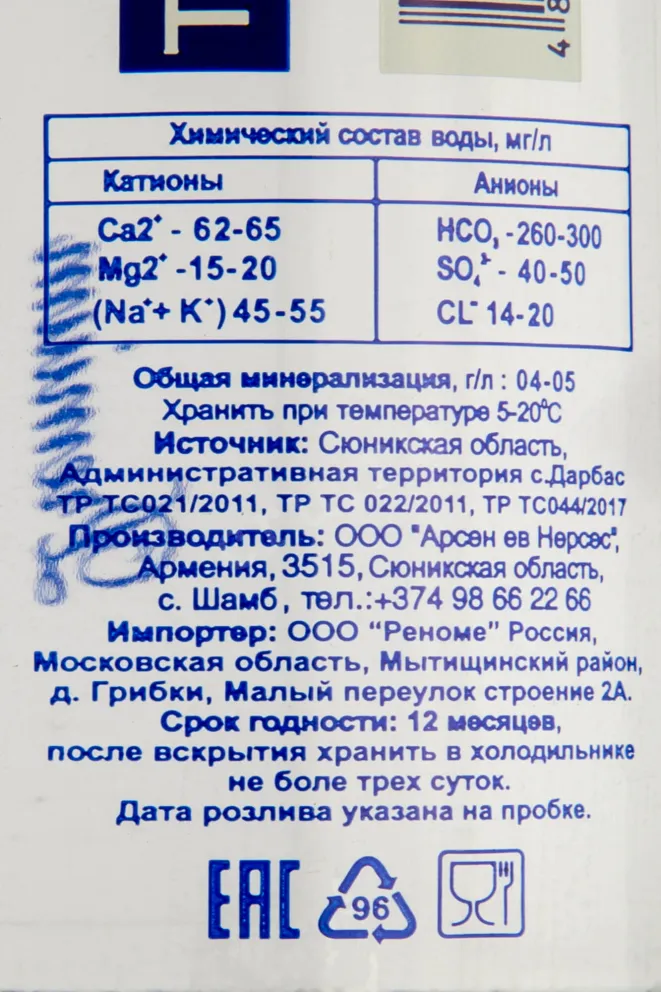 Т
48
Химический состав воды, мг/л
Катионы Анионы
Ca2⁺ - 62-65 HCO₃ -260-300
Mg2⁺ -15-20 SO₄²⁻ - 40-50
(Na⁺+ K⁺) 45-55 CL⁻ 14-20
Общая минерализация, г/л : 04-05
Хранить при температуре 5-20°C
Источник: Сюникская область,
Административная территория с.Дарбас
ТР ТС021/2011, ТР ТС 022/2011, ТР ТС044/2017
Производитель: ООО "Арсен ев Нерсес",
Армения, 3515, Сюникская область,
с. Шамб, тел.:+374 98 66 22 66
Импортер: ООО “Реноме” Россия,
Московская область, Мытищинский район,
д. Грибки, Малый переулок строение 2А.
Срок годности: 12 месяцев,
после вскрытия хранить в холодильнике
не боле трех суток.
Дата розлива указана на пробке.
EAC 96